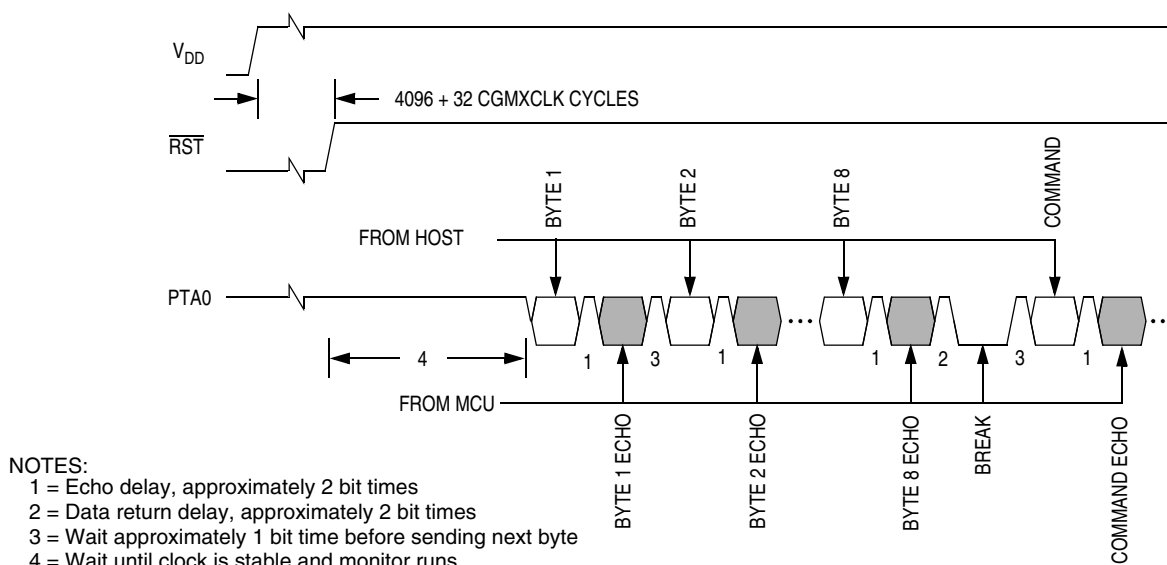 VDD
4096 + 32 CGMXCLK CYCLES
RST
BYTE 1
BYTE 2
BYTE 8
COMMAND
FROM HOST
PTA0
...
...
4
1
3
1
1
2
3
1
FROM MCU
BYTE 1 ECHO
BYTE 2 ECHO
BYTE 8 ECHO
BREAK
COMMAND ECHO
NOTES:
1 = Echo delay, approximately 2 bit times
2 = Data return delay, approximately 2 bit times
3 = Wait approximately 1 bit time before sending next byte
4 = Wait until clock is stable and monitor runs